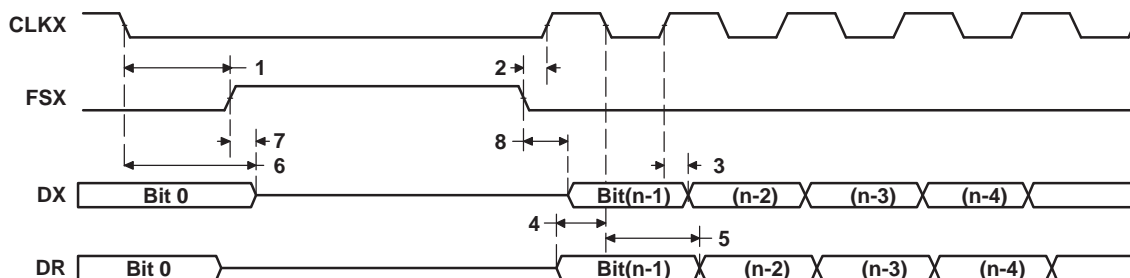 CLKX
1
2
FSX
7
8
6
3
DX
Bit 0
Bit(n-1)
(n-2)
(n-3)
(n-4)
4
5
DR
Bit 0
Bit(n-1)
(n-2)
(n-3)
(n-4)